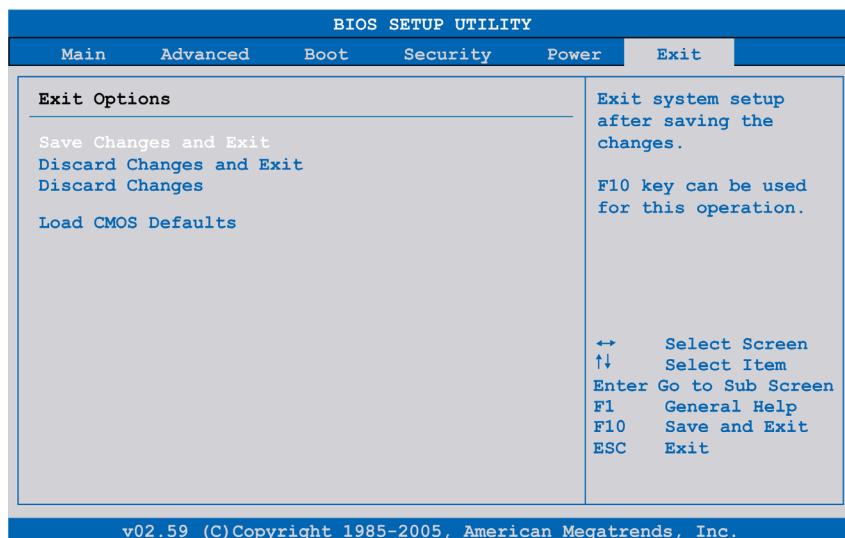 BIOS SETUP UTILITY
Main Advanced Boot Security Power Exit
Exit Options
Save Changes and Exit
Discard Changes and Exit
Discard Changes
Load CMOS Defaults
Exit system setup
after saving the
changes.
F10 key can be used
for this operation.
↔ Select Screen
↑↓ Select Item
Enter Go to Sub Screen
F1 General Help
F10 Save and Exit
ESC Exit
v02.59 (C)Copyright 1985-2005, American Megatrends, Inc.